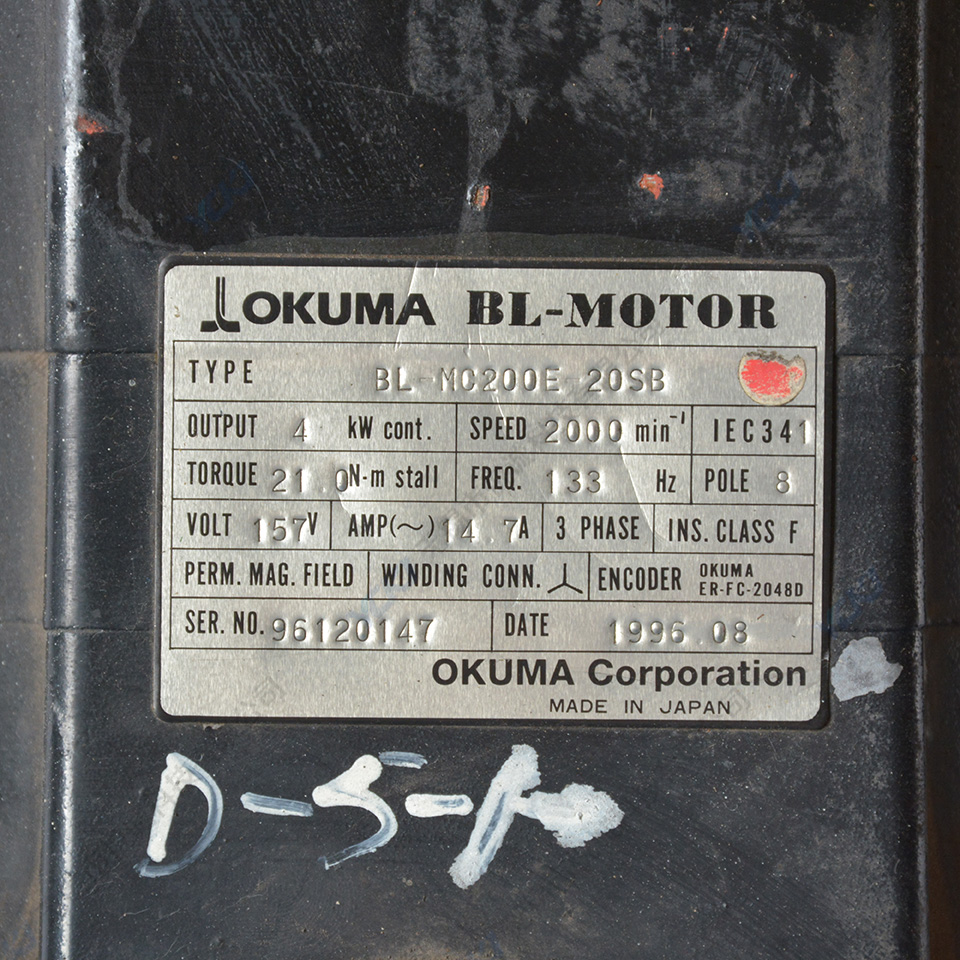 OKUMA BL-MOTOR
TYPE BL-MC200E-20SB
OUTPUT 4 kW cont. SPEED 2000 min⁻¹ IEC341
TORQUE 21.0 N-m stall FREQ. 133 Hz POLE 8
VOLT 157 V AMP(～) 14.7 A 3 PHASE INS. CLASS F
PERM. MAG. FIELD WINDING CONN. ENCODER OKUMA
ER-FC-2048D
SER. NO. 96120147 DATE 1996.08
OKUMA Corporation
MADE IN JAPAN